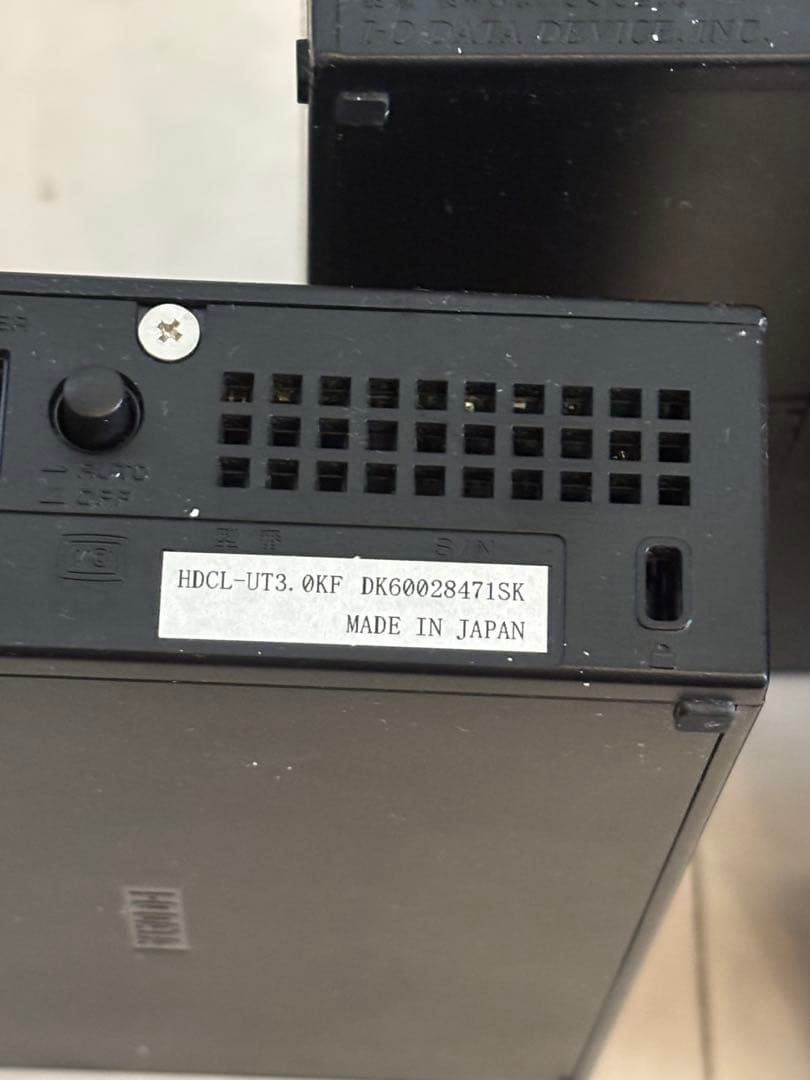 I-O DATA DEVICE, INC.
AUTO
OFF
型番
S/N
HDCL-UT3.0KF DK60028471SK
MADE IN JAPAN